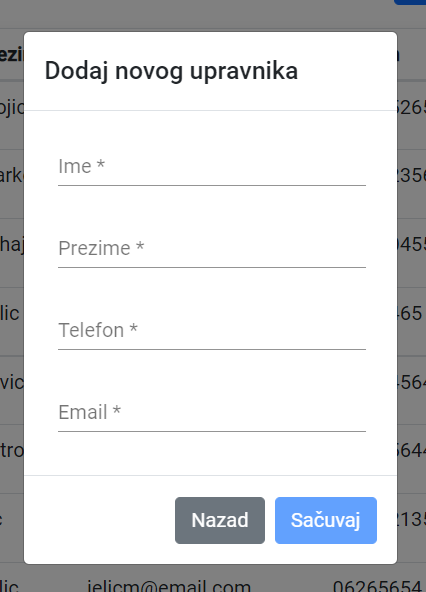 Dodaj novog upravnika
Ime *
Prezime *
Telefon *
Email *
Nazad
Sačuvaj
jelicm@email.com
06265654